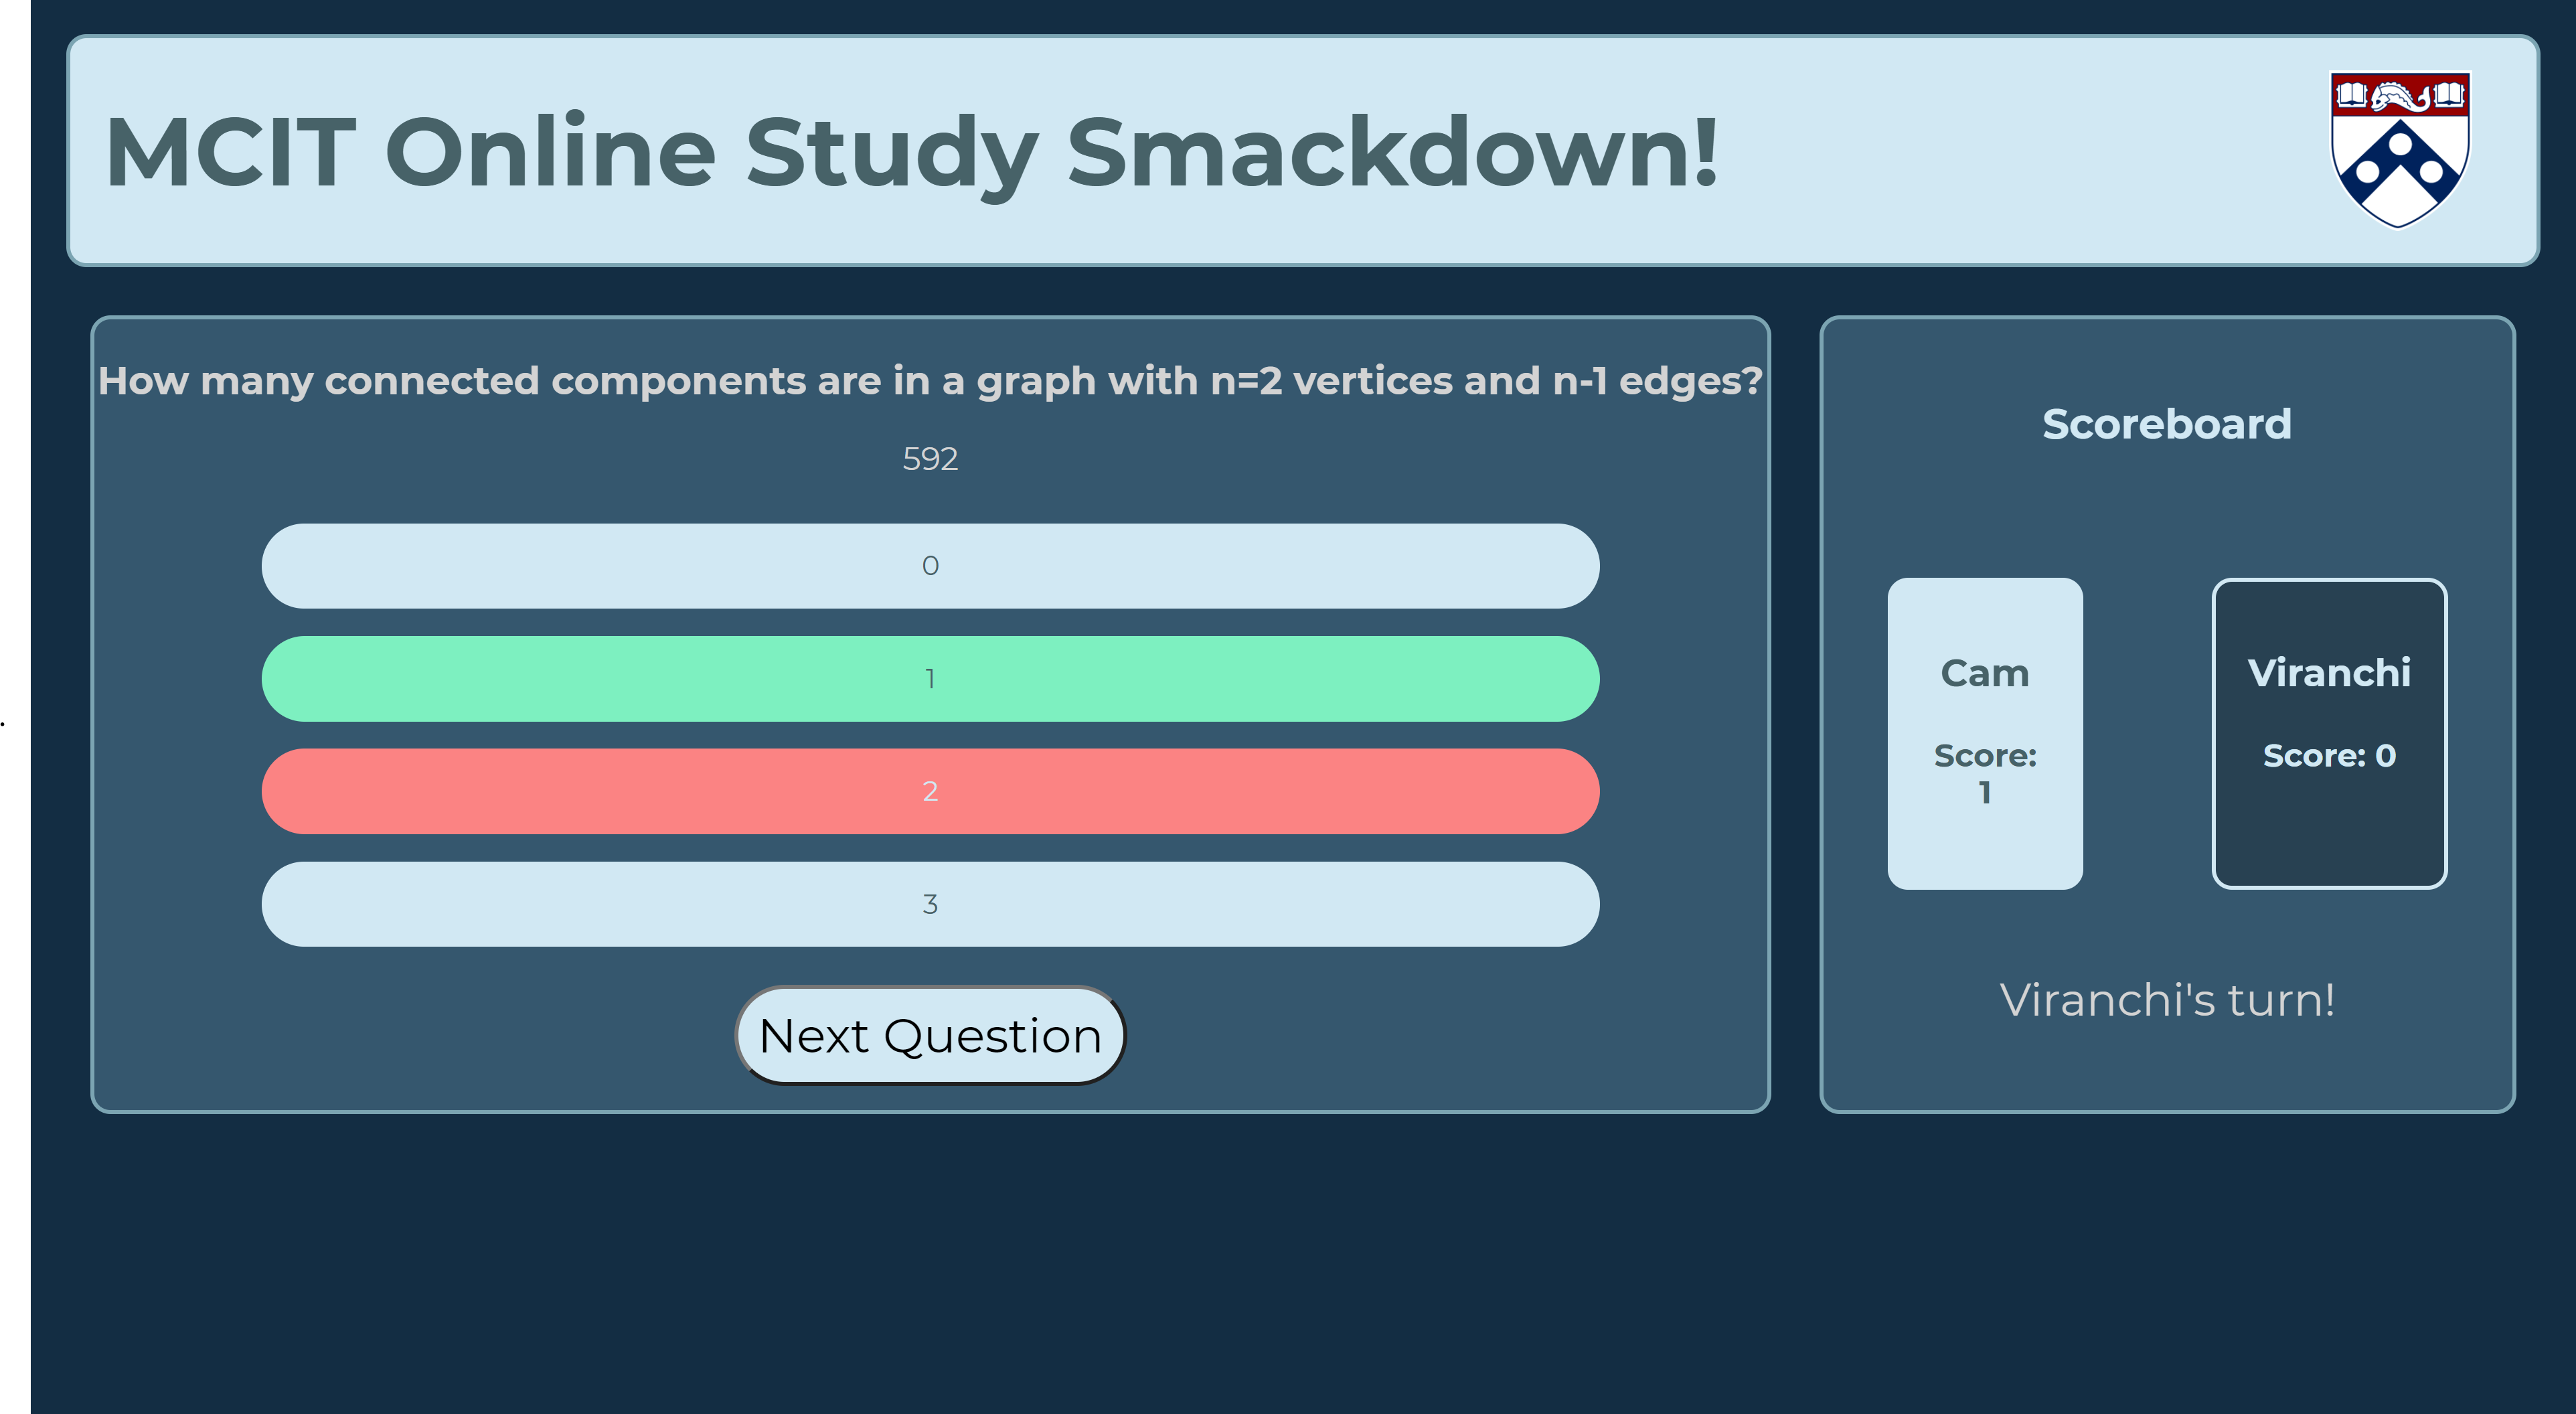 MCIT Online Study Smackdown!
How many connected components are in a graph with n=2 vertices and n-1 edges?
592
0
1
2
3
Next Question
Scoreboard
Cam
Score:
1
Viranchi
Score: 0
Viranchi's turn!
.